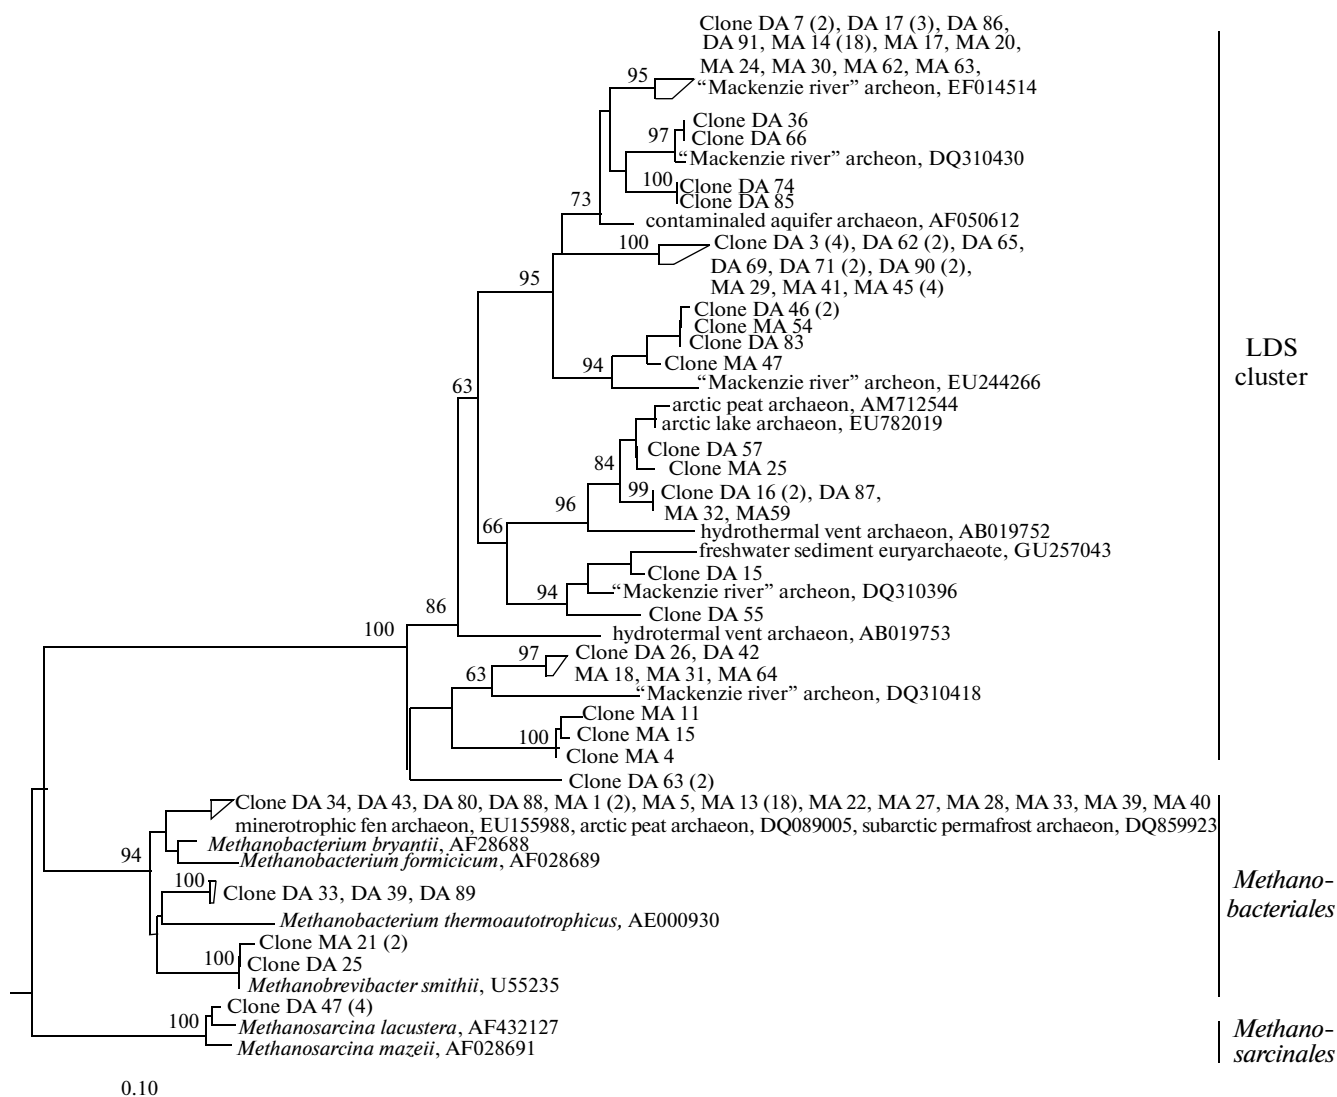 Clone DA 7 (2), DA 17 (3), DA 86,
DA 91, MA 14 (18), MA 17, MA 20,
MA 24, MA 30, MA 62, MA 63,
95
“Mackenzie river” archeon, EF014514
Clone DA 36
97
Clone DA 66
“Mackenzie river” archeon, DQ310430
100
Clone DA 74
Clone DA 85
73
contaminaled aquifer archaeon, AF050612
100
Clone DA 3 (4), DA 62 (2), DA 65,
DA 69, DA 71 (2), DA 90 (2),
MA 29, MA 41, MA 45 (4)
95
Clone DA 46 (2)
Clone MA 54
Clone DA 83
94
Clone MA 47
“Mackenzie river” archeon, EU244266
LDS
cluster
63
arctic peat archaeon, AM712544
arctic lake archaeon, EU782019
Clone DA 57
84
Clone MA 25
99
Clone DA 16 (2), DA 87,
MA 32, MA59
96
66
hydrothermal vent archaeon, AB019752
freshwater sediment euryarchaeote, GU257043
Clone DA 15
94
“Mackenzie river” archeon, DQ310396
Clone DA 55
86
100
hydrotermal vent archaeon, AB019753
97
Clone DA 26, DA 42
MA 18, MA 31, MA 64
63
“Mackenzie river” archeon, DQ310418
Clone MA 11
100
Clone MA 15
Clone MA 4
Clone DA 63 (2)
Clone DA 34, DA 43, DA 80, DA 88, MA 1 (2), MA 5, MA 13 (18), MA 22, MA 27, MA 28, MA 33, MA 39, MA 40
minerotrophic fen archaeon, EU155988, arctic peat archaeon, DQ089005, subarctic permafrost archaeon, DQ859923
Methanobacterium bryantii, AF28688
94
Methanobacterium formicicum, AF028689
100
Clone DA 33, DA 39, DA 89
Methano-
bacteriales
Methanobacterium thermoautotrophicus, AE000930
Clone MA 21 (2)
100
Clone DA 25
Methanobrevibacter smithii, U55235
Clone DA 47 (4)
100
Methanosarcina lacustera, AF432127
Methanosarcina mazeii, AF028691
Methano-
sarcinales
0.10